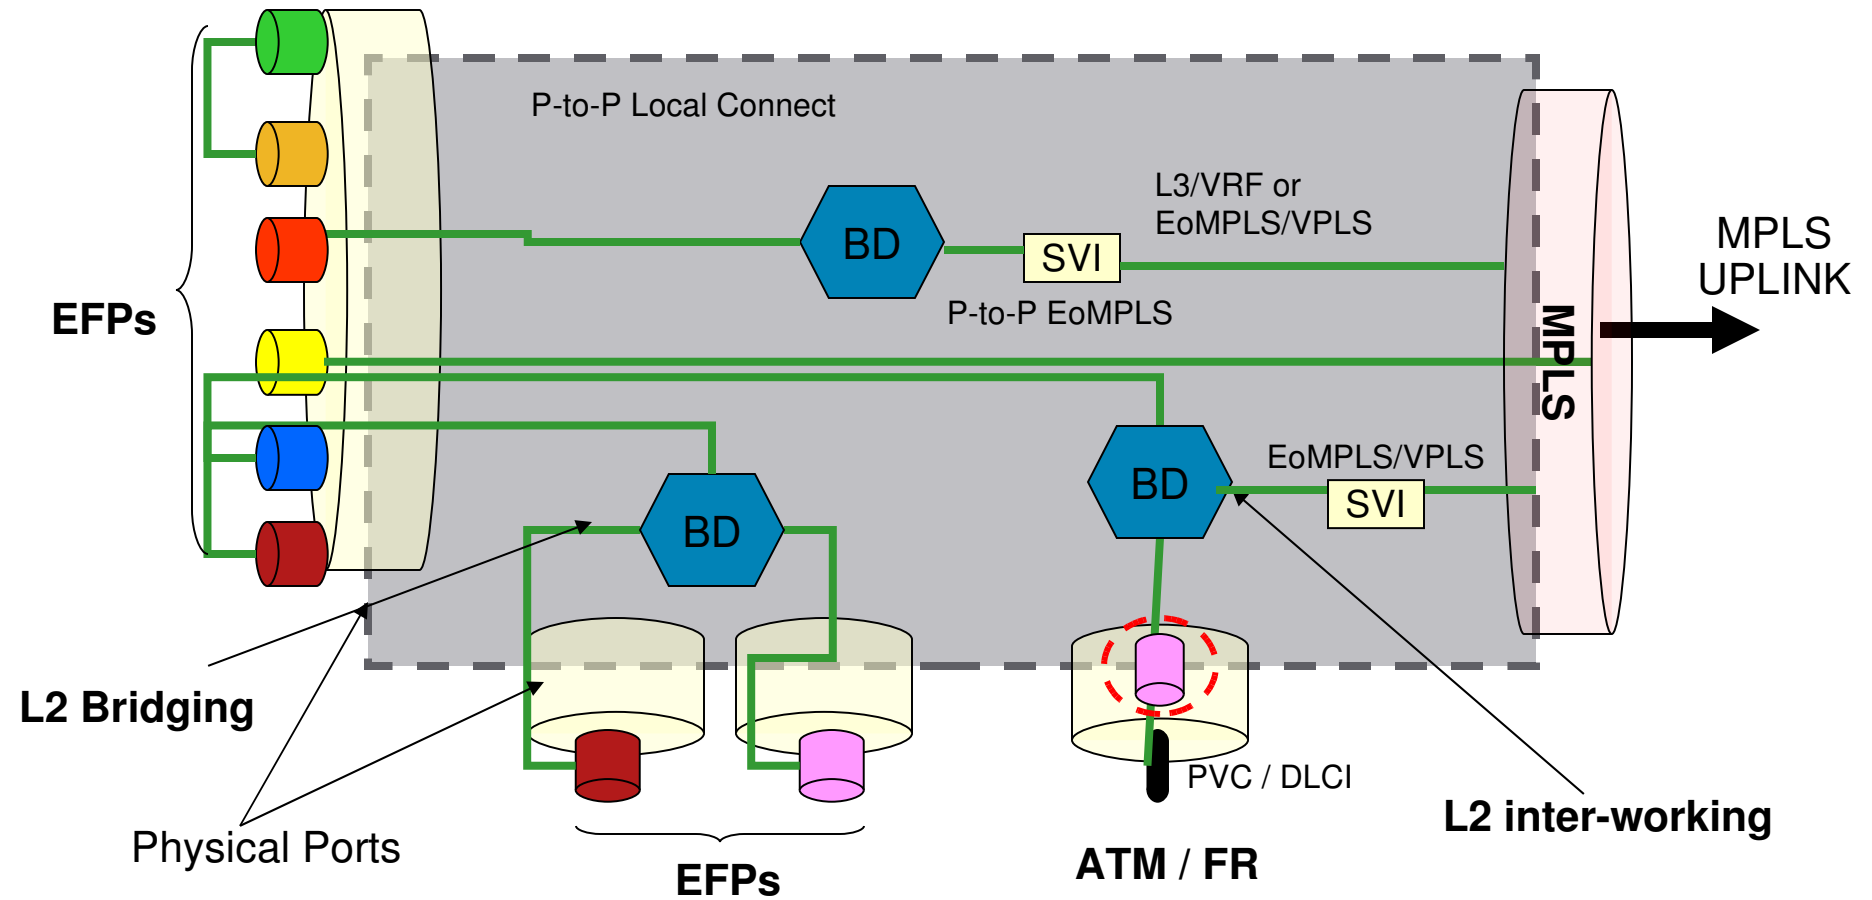 P-to-P Local Connect
L3/VRF or
EoMPLS/VPLS
BD
SVI
MPLS
UPLINK
P-to-P EoMPLS
EFPs
MPLS
EoMPLS/VPLS
BD
SVI
BD
L2 Bridging
PVC / DLCI
L2 inter-working
Physical Ports
EFPs
ATM / FR